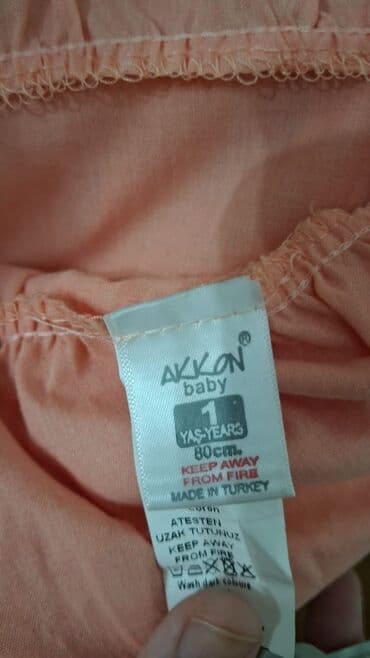 AKKON®
baby
1
YAŞ-YEARS
80cm.
KEEP AWAY
FROM FIRE
MADE IN TURKEY
ATESTEN
UZAK TUTUNUZ
KEEP AWAY
FROM FIRE
Wash dark colours